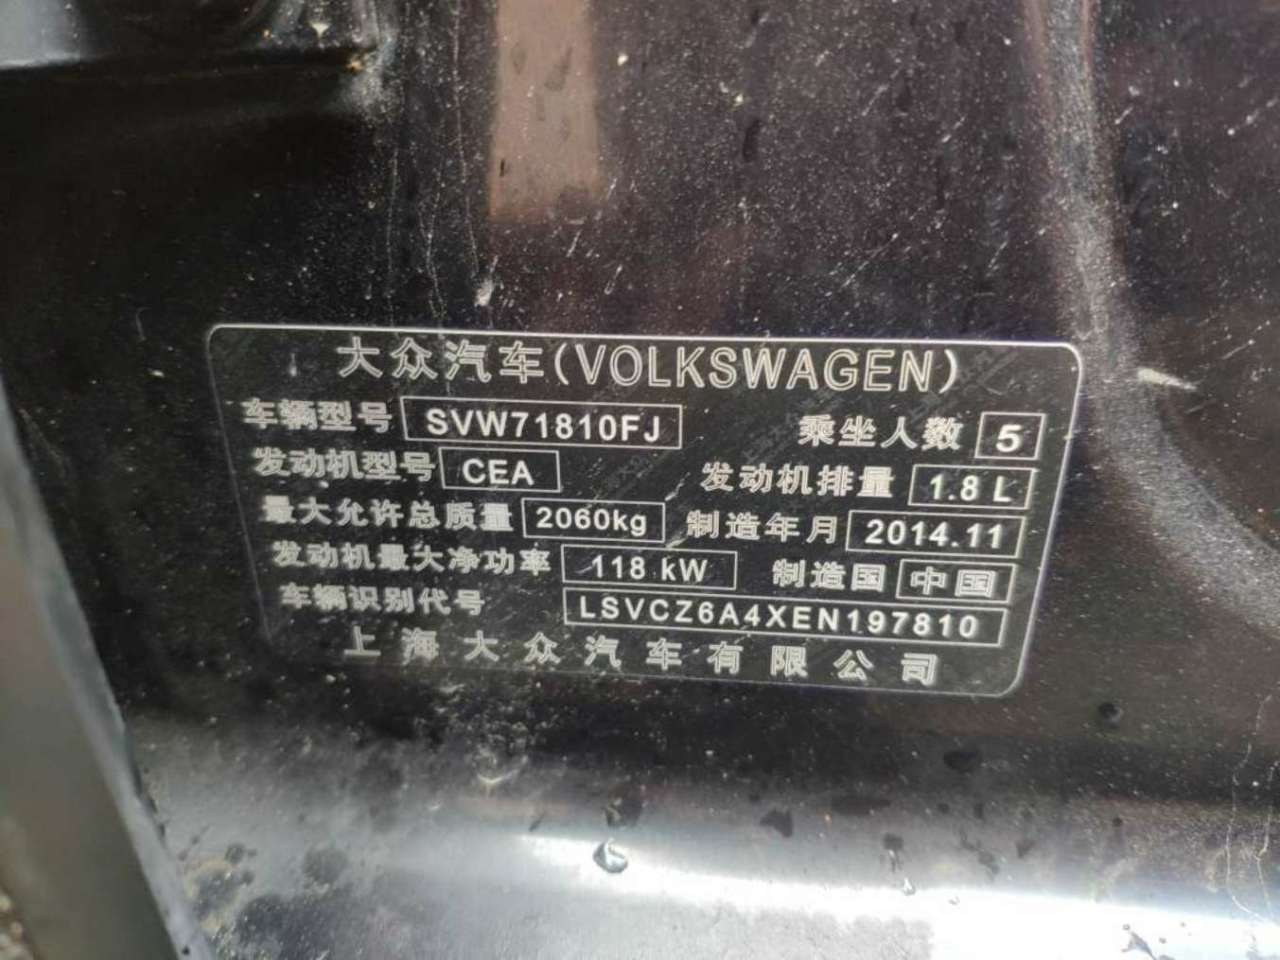 大众汽车(VOLKSWAGEN)
车辆型号 SVW71810FJ 乘坐人数 5
发动机型号 CEA 发动机排量 1.8 L
最大允许总质量 2060kg 制造年月 2014.11
发动机最大净功率 118 kW 制造国 中国
车辆识别代号 LSVCZ6A4XEN197810
上海大众汽车有限公司